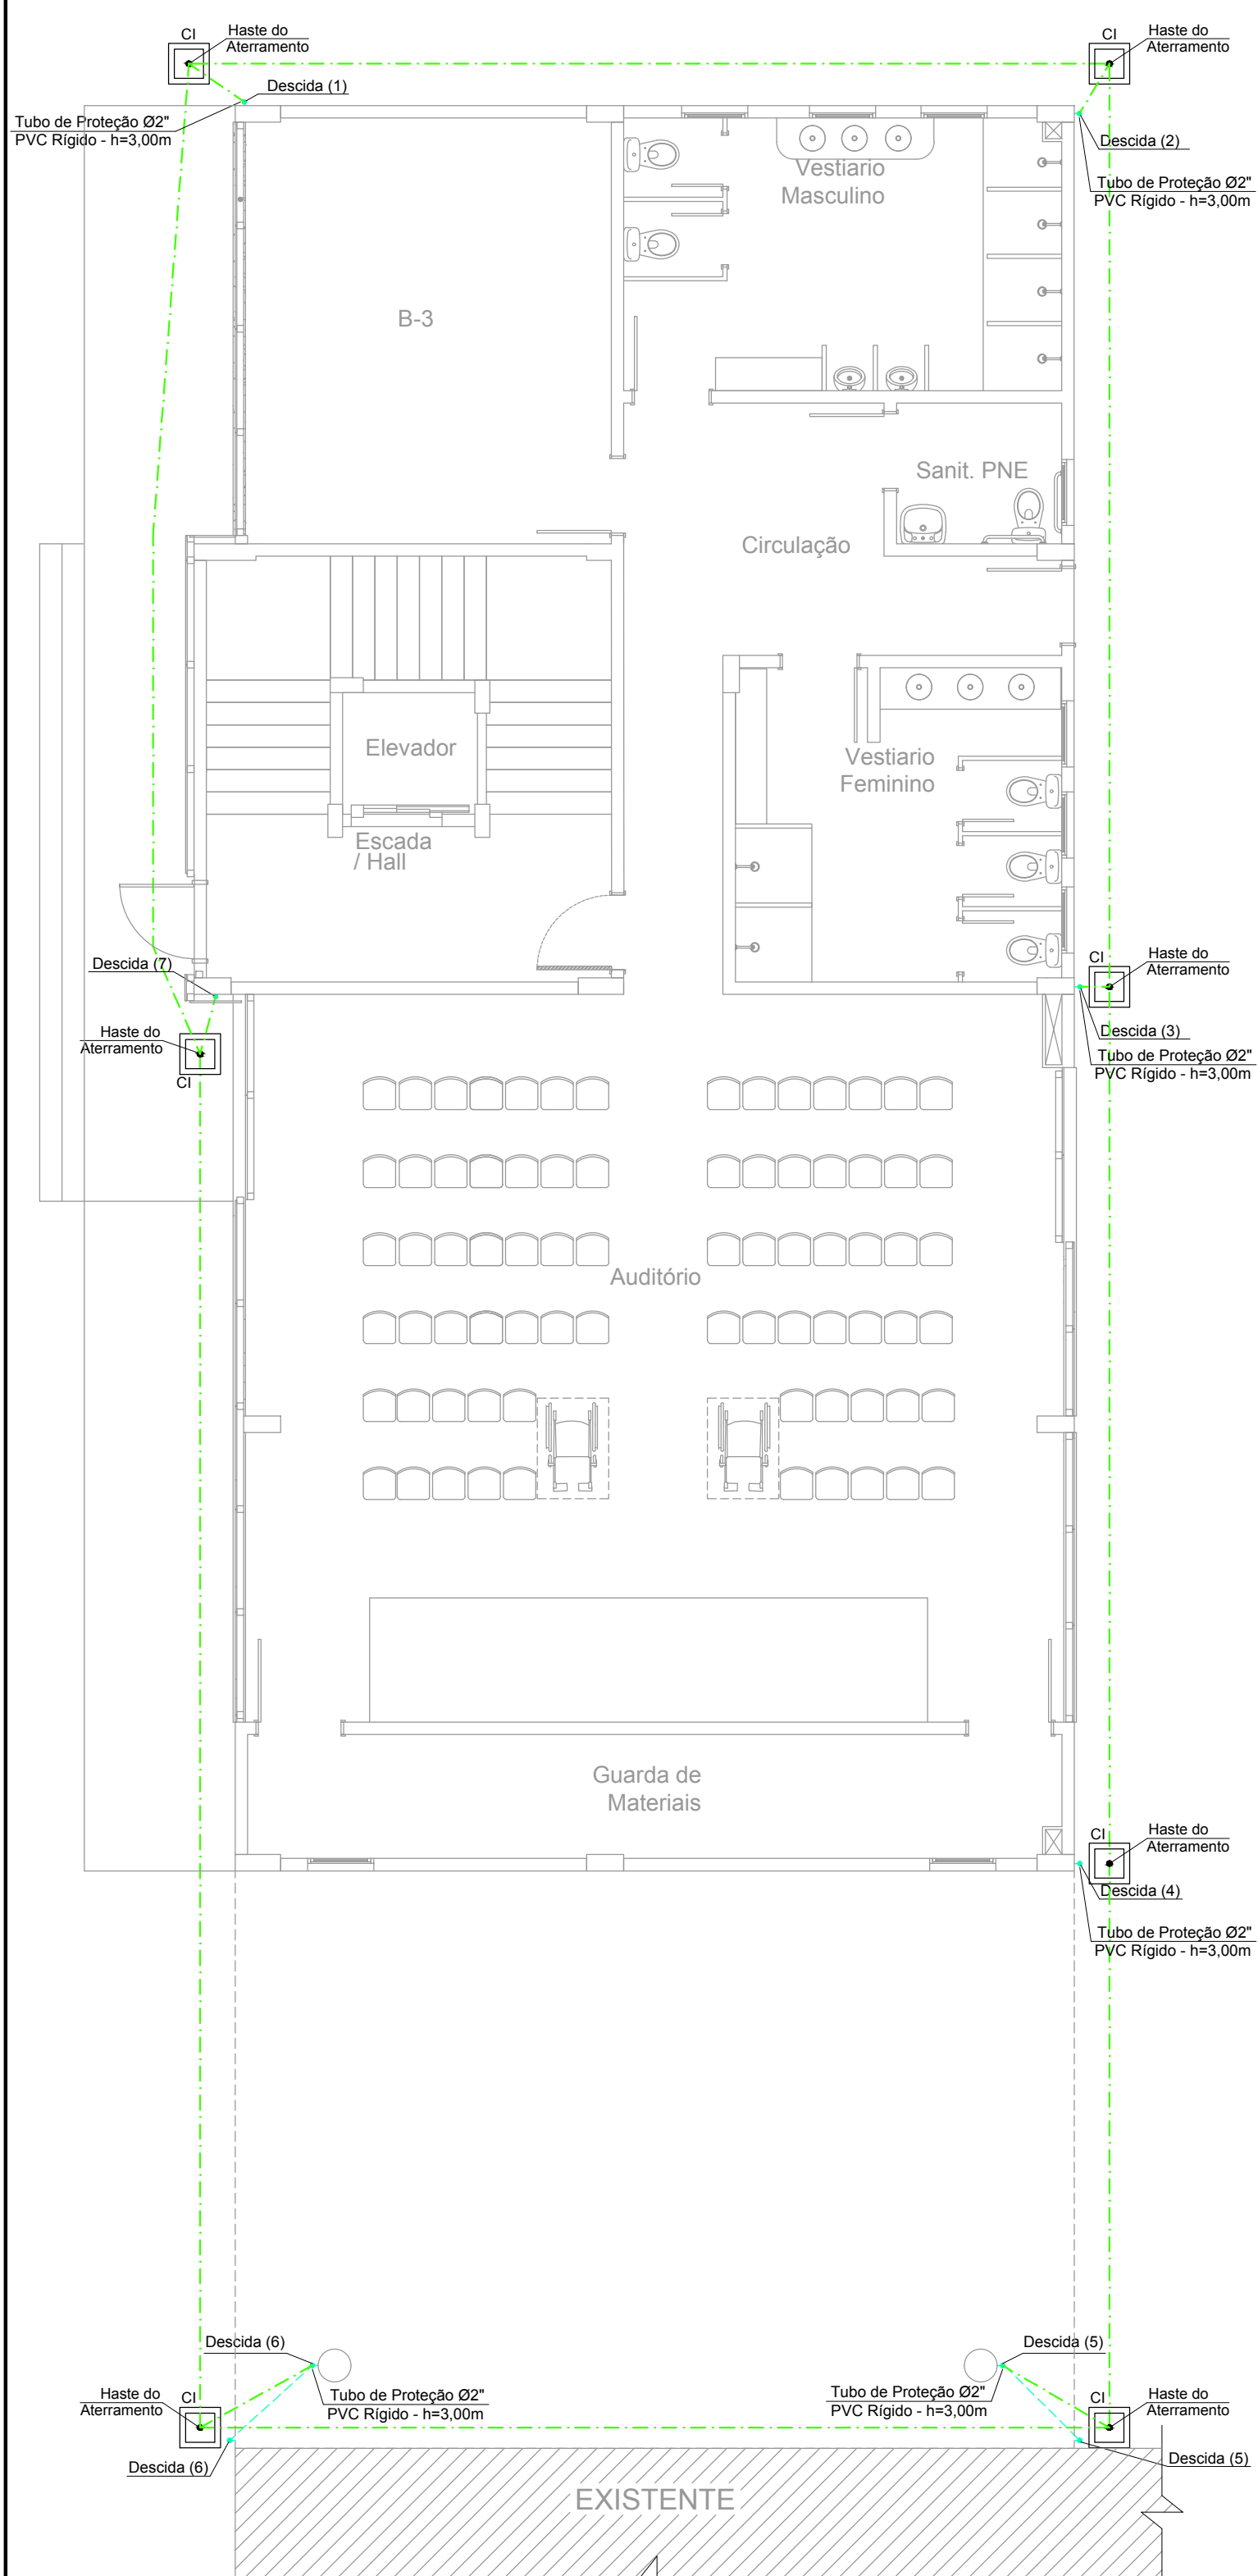 CI
Haste do
Aterramento
CI
Haste do
Aterramento
Descida (1)
Tubo de Proteção Ø2"
PVC Rígido - h=3,00m
Descida (2)
Tubo de Proteção Ø2"
PVC Rígido - h=3,00m
Vestiario
Masculino
B-3
Sanit. PNE
Circulação
Elevador
Vestiario
Feminino
Escada
/ Hall
Descida (7)
CI
Haste do
Aterramento
Haste do
Aterramento
CI
Descida (3)
Tubo de Proteção Ø2"
PVC Rígido - h=3,00m
Auditório
Guarda de
Materiais
CI
Haste do
Aterramento
Descida (4)
Tubo de Proteção Ø2"
PVC Rígido - h=3,00m
Descida (6)
Descida (5)
Haste do
Aterramento
CI
Tubo de Proteção Ø2"
PVC Rígido - h=3,00m
Tubo de Proteção Ø2"
PVC Rígido - h=3,00m
CI
Haste do
Aterramento
Descida (6)
Descida (5)
EXISTENTE